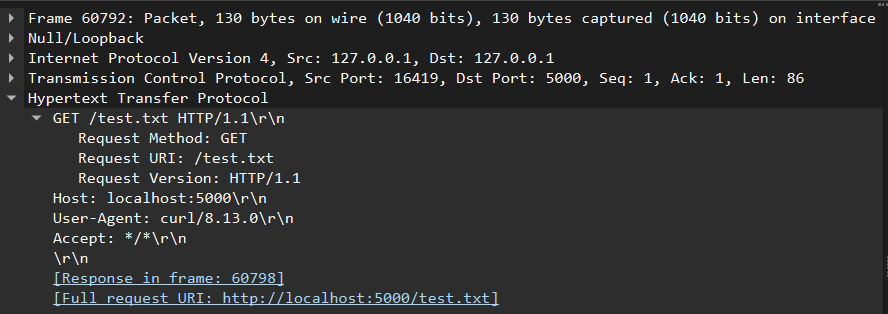 Frame 60792: Packet, 130 bytes on wire (1040 bits), 130 bytes captured (1040 bits) on interface
Null/Loopback
Internet Protocol Version 4, Src: 127.0.0.1, Dst: 127.0.0.1
Transmission Control Protocol, Src Port: 16419, Dst Port: 5000, Seq: 1, Ack: 1, Len: 86
Hypertext Transfer Protocol
GET /test.txt HTTP/1.1\r\n
Request Method: GET
Request URI: /test.txt
Request Version: HTTP/1.1
Host: localhost:5000\r\n
User-Agent: curl/8.13.0\r\n
Accept: */*\r\n
\r\n
[Response in frame: 60798]
[Full request URI: http://localhost:5000/test.txt]